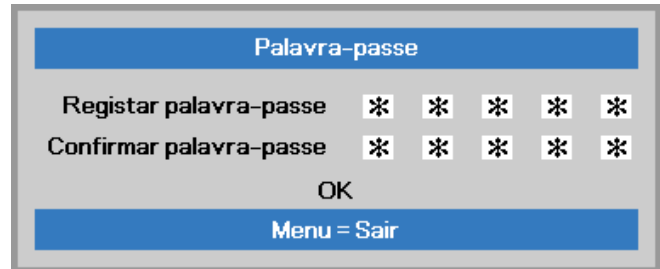 Palavra-passe
Registar palavra-passe * * * * *
Confirmar palavra-passe * * * * *
OK
Menu = Sair